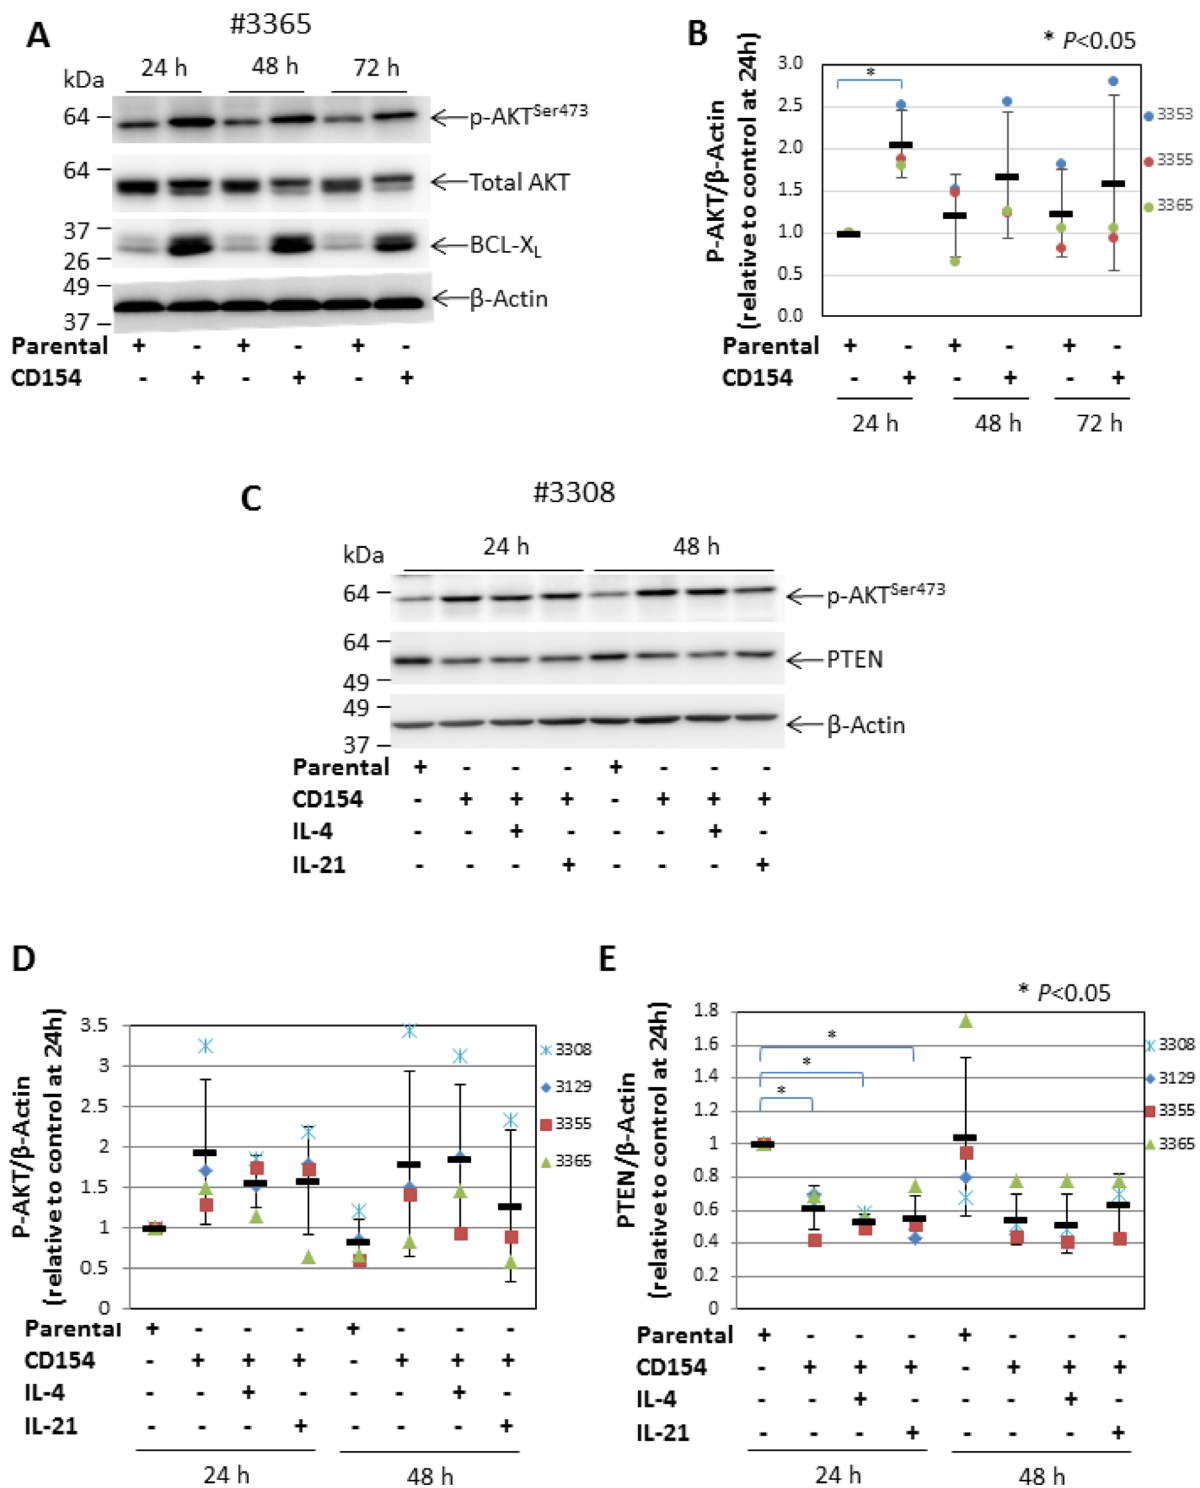 A
#3365
24 h 48 h 72 h
kDa
64 p-AKTSer473
64 Total AKT
37
26 BCL-XL
49
37 β-Actin
Parental + - + - + -
CD154 - + - + - +
B
* P<0.05
P-AKT/β-Actin
(relative to control at 24h)
3.0
2.5
2.0
1.5
1.0
0.5
0.0
*
3353
3355
3365
Parental + - + - + -
CD154 - + - + - +
24 h 48 h 72 h
C
#3308
kDa 24 h 48 h
64 p-AKTSer473
64
49 PTEN
49
37 β-Actin
Parental + - - - + - - -
CD154 - + + + - + + +
IL-4 - - + - - - + -
IL-21 - - - + - - - +
D
P-AKT/β-Actin
(relative to control at 24h)
3.5
3
2.5
2
1.5
1
0.5
0
3308
3129
3355
3365
Parental + - - - + - - -
CD154 - + + + - + + +
IL-4 - - + - - - + -
IL-21 - - - + - - - +
24 h 48 h
E
* P<0.05
PTEN/β-Actin
(relative to control at 24h)
1.8
1.6
1.4
1.2
1
0.8
0.6
0.4
0.2
0
*
*
*
3308
3129
3355
3365
Parental + - - - + - - -
CD154 - + + + - + + +
IL-4 - - + - - - + -
IL-21 - - - + - - - +
24 h 48 h